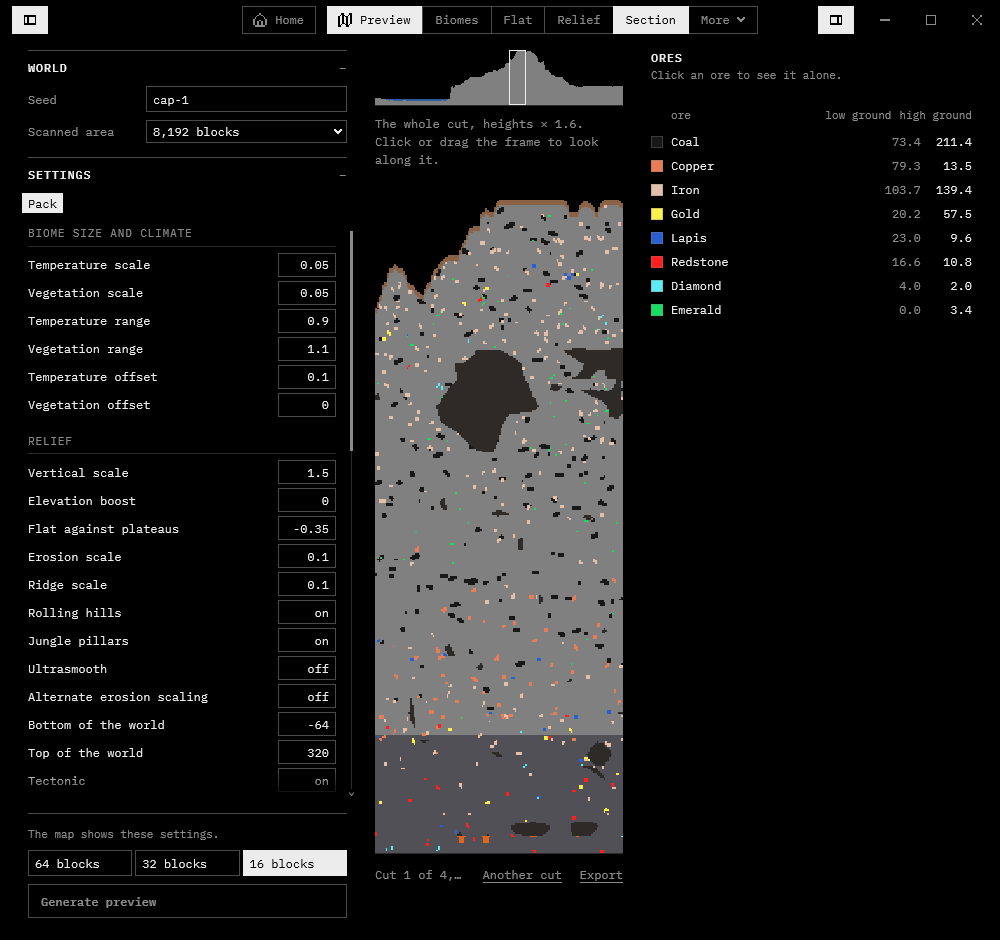 Home Preview Biomes Flat Relief Section More
WORLD
Seed cap-1
Scanned area 8,192 blocks
SETTINGS
Pack
BIOME SIZE AND CLIMATE
Temperature scale 0.05
Vegetation scale 0.05
Temperature range 0.9
Vegetation range 1.1
Temperature offset 0.1
Vegetation offset 0
RELIEF
Vertical scale 1.5
Elevation boost 0
Flat against plateaus -0.35
Erosion scale 0.1
Ridge scale 0.1
Rolling hills on
Jungle pillars on
Ultrasmooth off
Alternate erosion scaling off
Bottom of the world -64
Top of the world 320
Tectonic on
The map shows these settings.
64 blocks 32 blocks 16 blocks
Generate preview
The whole cut, heights × 1.6.
Click or drag the frame to look
along it.
Cut 1 of 4,… Another cut Export
ORES
Click an ore to see it alone.
ore low ground high ground
Coal 73.4 211.4
Copper 79.3 13.5
Iron 103.7 139.4
Gold 20.2 57.5
Lapis 23.0 9.6
Redstone 16.6 10.8
Diamond 4.0 2.0
Emerald 0.0 3.4